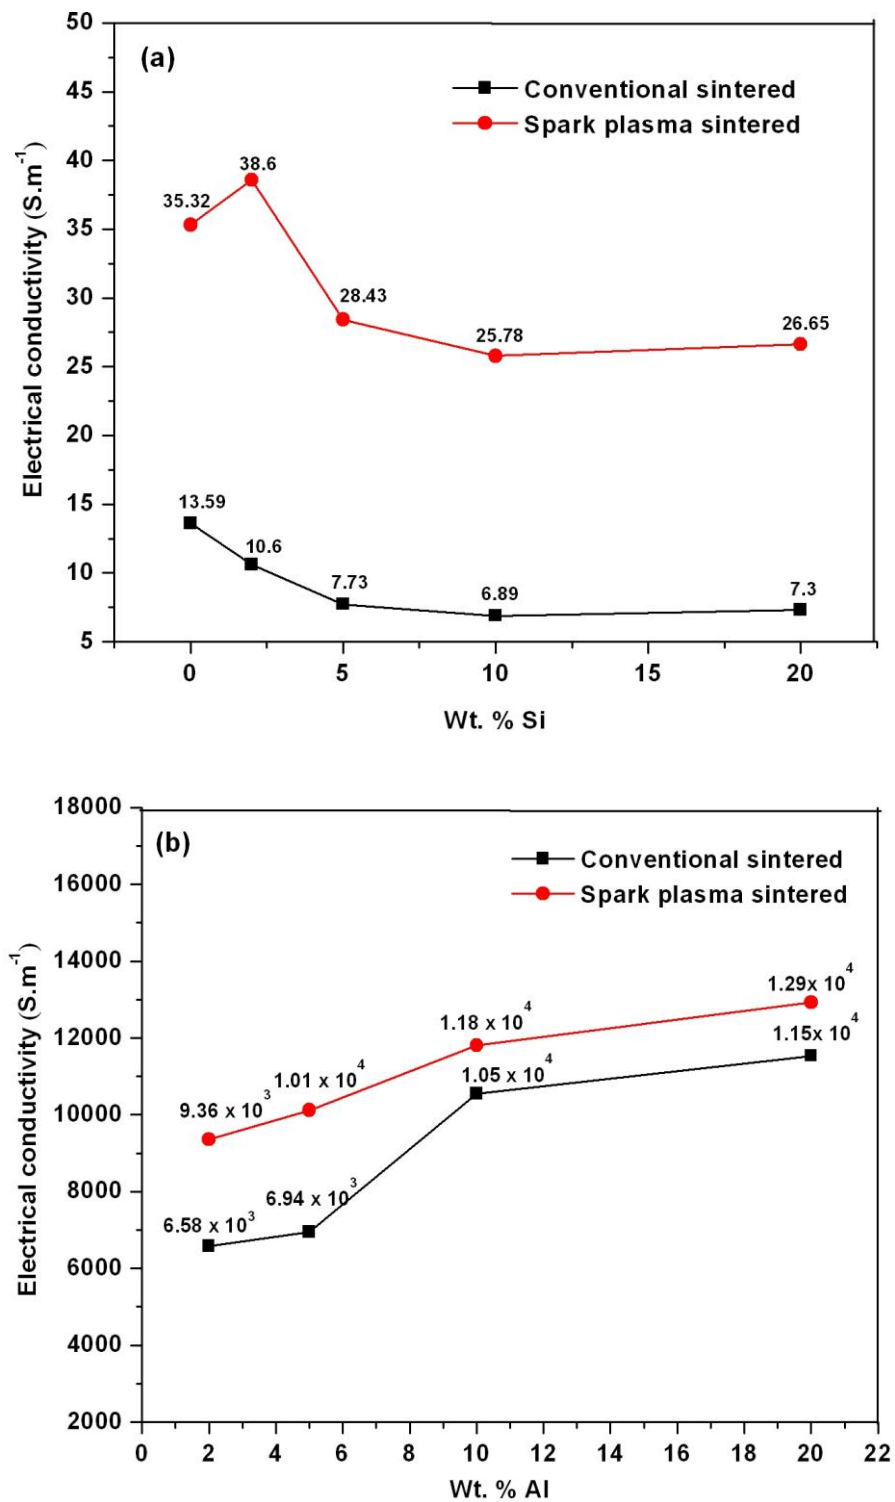 50
(a)
Conventional sintered
45
Spark plasma sintered
40
38.6
35.32
35
30
28.43
26.65
25.78
25
20
15
13.59
10.6
10
7.73
6.89
7.3
5
Electrical conductivity (S.m⁻¹)
0 5 10 15 20
Wt. % Si
18000
(b)
Conventional sintered
16000
Spark plasma sintered
14000
1.29x 10⁴
1.18 x 10⁴
1.15x 10⁴
12000
1.01 x 10⁴
1.05 x 10⁴
9.36 x 10³
10000
8000
6.94 x 10³
6.58 x 10³
6000
4000
2000
Electrical conductivity (S.m⁻¹)
0 2 4 6 8 10 12 14 16 18 20 22
Wt. % Al